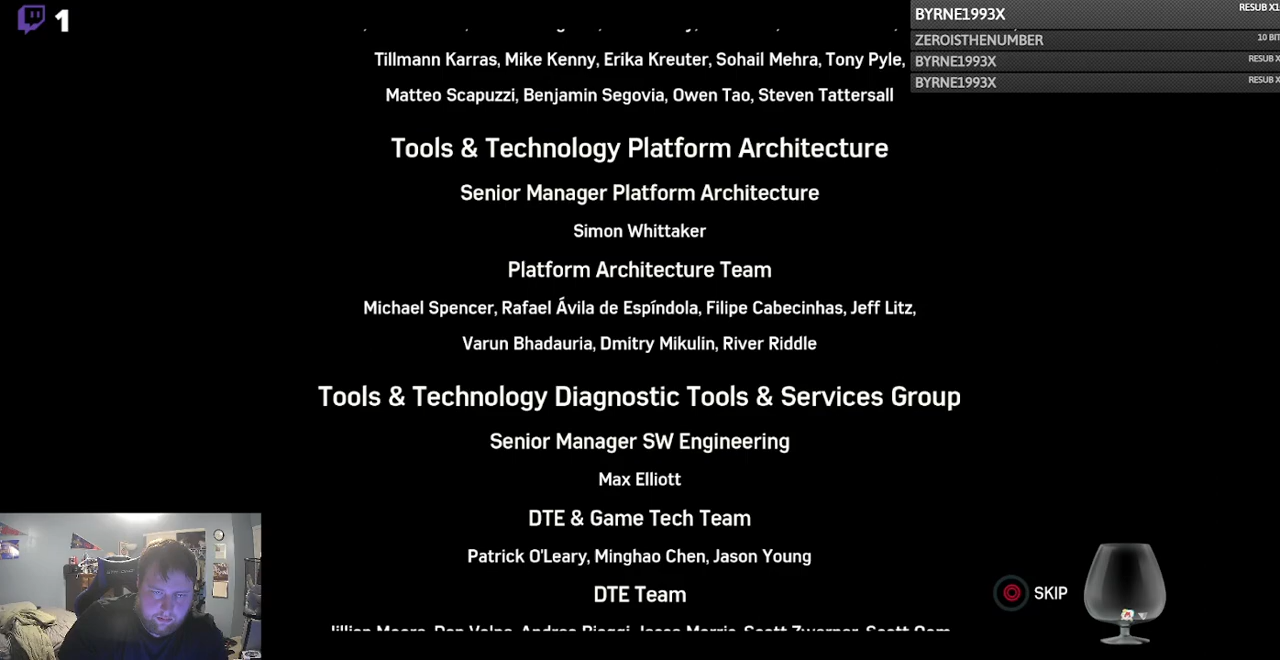 1
BYRNE1993X RESUB X1
ZEROISTHENUMBER 10 BIT
BYRNE1993X RESUB X
BYRNE1993X RESUB X
Tillmann Karras, Mike Kenny, Erika Kreuter, Sohail Mehra, Tony Pyle,
Matteo Scapuzzi, Benjamin Segovia, Owen Tao, Steven Tattersall
Tools & Technology Platform Architecture
Senior Manager Platform Architecture
Simon Whittaker
Platform Architecture Team
Michael Spencer, Rafael Ávila de Espíndola, Filipe Cabecinhas, Jeff Litz,
Varun Bhadauria, Dmitry Mikulin, River Riddle
Tools & Technology Diagnostic Tools & Services Group
Senior Manager SW Engineering
Max Elliott
DTE & Game Tech Team
Patrick O'Leary, Minghao Chen, Jason Young
DTE Team
SKIP